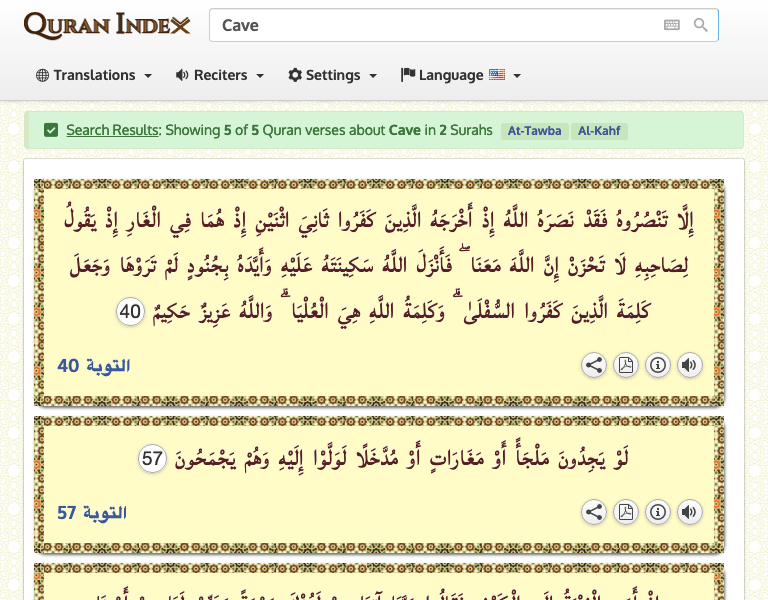 QURAN INDEX
Cave
Translations Reciters Settings Language
Search Results: Showing 5 of 5 Quran verses about Cave in 2 Surahs At-Tawba Al-Kahf
إِلَّا تَنْصُرُوهُ فَقَدْ نَصَرَهُ اللَّهُ إِذْ أَخْرَجَهُ الَّذِينَ كَفَرُوا ثَانِيَ اثْنَيْنِ إِذْ هُمَا فِي الْغَارِ إِذْ يَقُولُ
لِصَاحِبِهِ لَا تَحْزَنْ إِنَّ اللَّهَ مَعَنَا ۖ فَأَنْزَلَ اللَّهُ سَكِينَتَهُ عَلَيْهِ وَأَيَّدَهُ بِجُنُودٍ لَمْ تَرَوْهَا وَجَعَلَ
كَلِمَةَ الَّذِينَ كَفَرُوا السُّفْلَىٰ ۗ وَكَلِمَةُ اللَّهِ هِيَ الْعُلْيَا ۗ وَاللَّهُ عَزِيزٌ حَكِيمٌ 40
التوبة 40
لَوْ يَجِدُونَ مَلْجَأً أَوْ مَغَارَاتٍ أَوْ مُدَّخَلًا لَوَلَّوْا إِلَيْهِ وَهُمْ يَجْمَحُونَ 57
التوبة 57